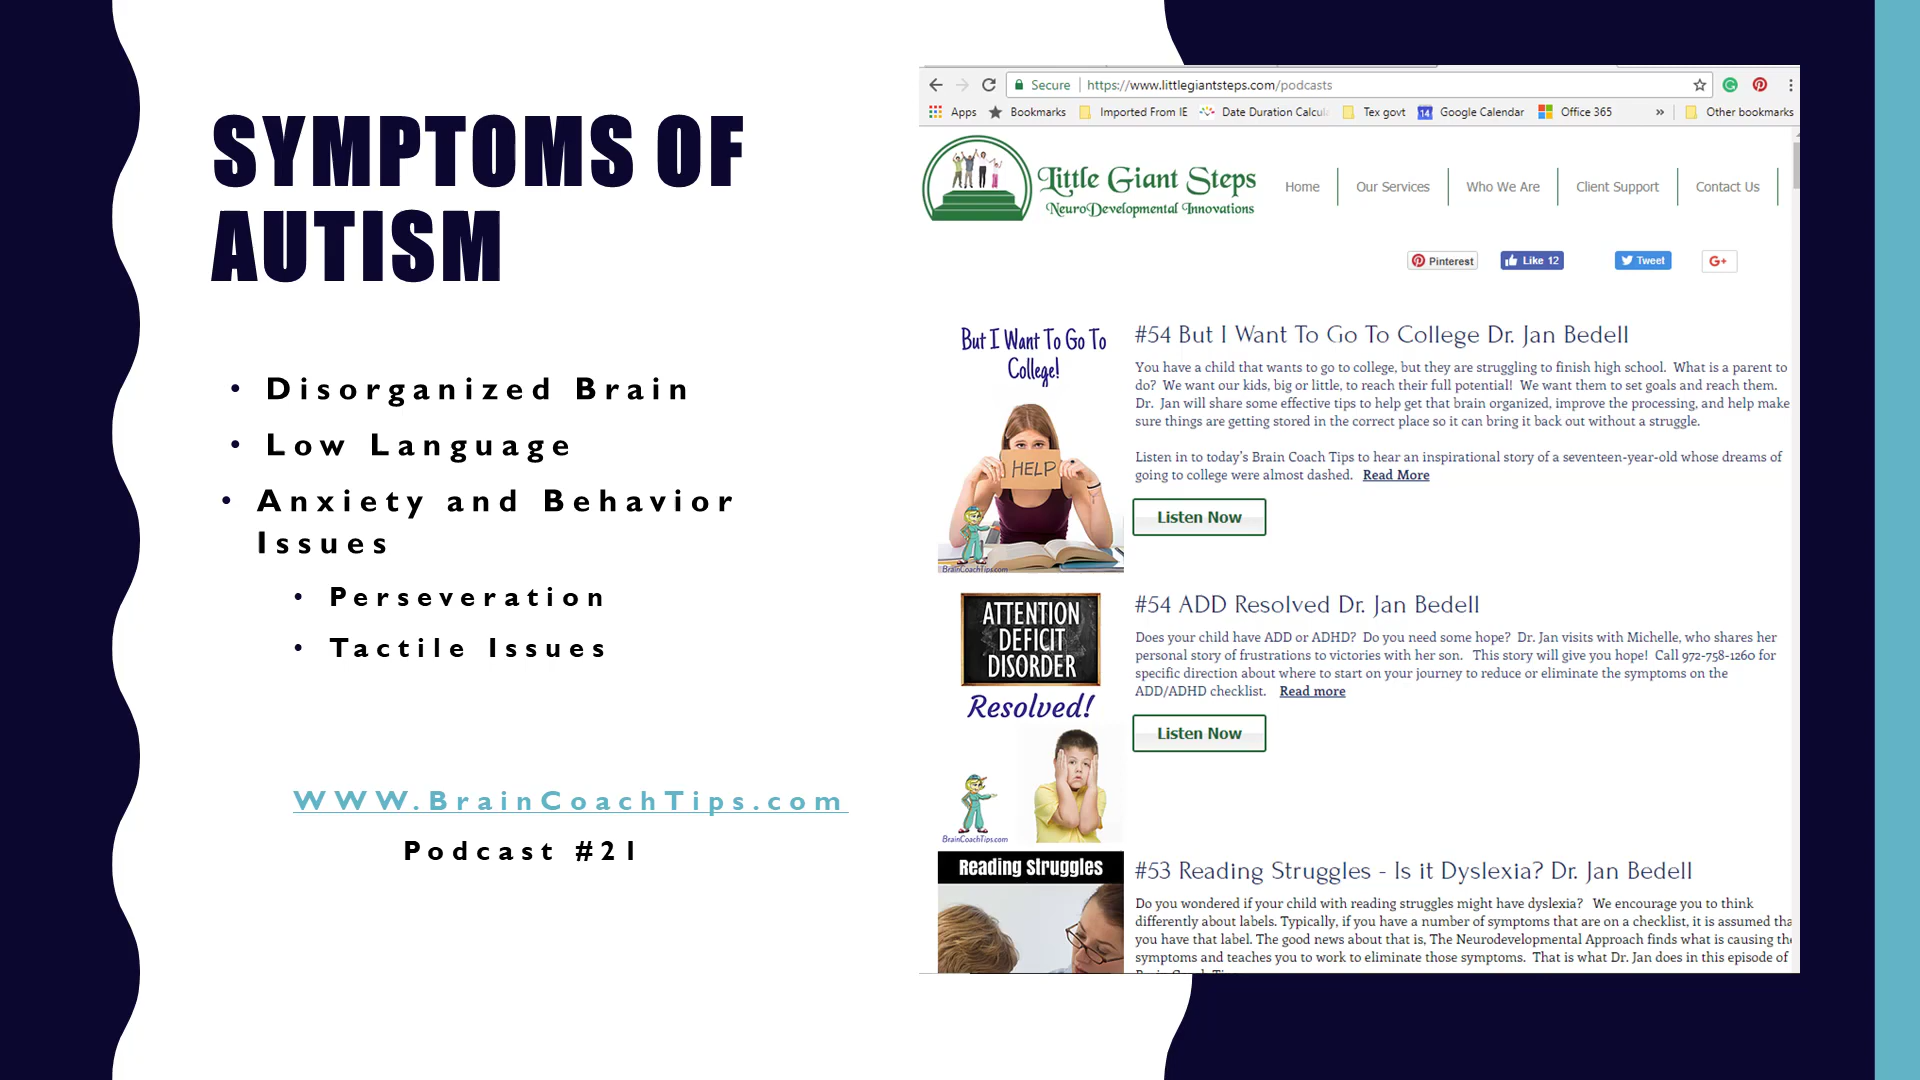 SYMPTOMS OF
AUTISM
• Disorganized Brain
• Low Language
• Anxiety and Behavior
Issues
• Perseveration
• Tactile Issues
WWW.BrainCoachTips.com
Podcast #21
Secure https://www.littlegiantsteps.com/podcasts
Apps Bookmarks Imported From IE Date Duration Calcul Tex govt 14 Google Calendar Office 365 » Other bookmarks
Little Giant Steps
NeuroDevelopmental Innovations
Home Our Services Who We Are Client Support Contact Us
Pinterest Like 12 Tweet G+
But I Want To Go To
College!
HELP
BrainCoachTips.com
#54 But I Want To Go To College Dr. Jan Bedell
You have a child that wants to go to college, but they are struggling to finish high school. What is a parent to
do? We want our kids, big or little, to reach their full potential! We want them to set goals and reach them.
Dr. Jan will share some effective tips to help get that brain organized, improve the processing, and help make
sure things are getting stored in the correct place so it can bring it back out without a struggle.
Listen in to today's Brain Coach Tips to hear an inspirational story of a seventeen-year-old whose dreams of
going to college were almost dashed. Read More
Listen Now
ATTENTION
DEFICIT
DISORDER
Resolved!
BrainCoachTips.com
#54 ADD Resolved Dr. Jan Bedell
Does your child have ADD or ADHD? Do you need some hope? Dr. Jan visits with Michelle, who shares her
personal story of frustrations to victories with her son. This story will give you hope! Call 972-758-1260 for
specific direction about where to start on your journey to reduce or eliminate the symptoms on the
ADD/ADHD checklist. Read more
Listen Now
Reading Struggles
#53 Reading Struggles - Is it Dyslexia? Dr. Jan Bedell
Do you wondered if your child with reading struggles might have dyslexia? We encourage you to think
differently about labels. Typically, if you have a number of symptoms that are on a checklist, it is assumed tha
you have that label. The good news about that is, The Neurodevelopmental Approach finds what is causing the
symptoms and teaches you to work to eliminate those symptoms. That is what Dr. Jan does in this episode of